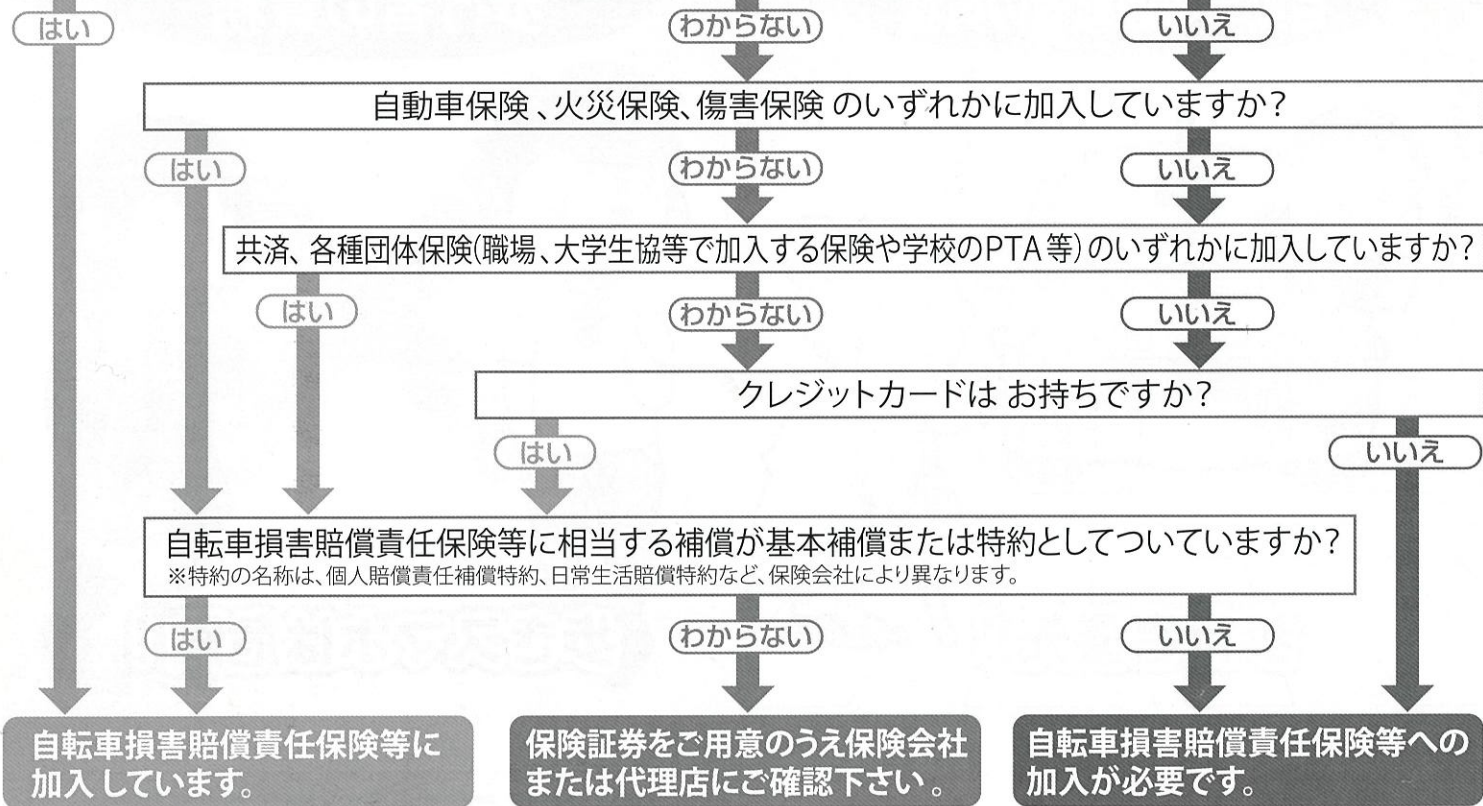 はい
わからない
いいえ
自動車保険、火災保険、傷害保険 のいずれかに加入していますか?
はい
わからない
いいえ
共済、各種団体保険(職場、大学生協等で加入する保険や学校のPTA等)のいずれかに加入していますか?
はい
わからない
いいえ
クレジットカードは お持ちですか?
はい
いいえ
自転車損害賠償責任保険等に相当する補償が基本補償または特約としてついていますか?
※特約の名称は、個人賠償責任補償特約、日常生活賠償特約など、保険会社により異なります。
はい
わからない
いいえ
自転車損害賠償責任保険等に
加入しています。
保険証券をご用意のうえ保険会社
または代理店にご確認下さい。
自転車損害賠償責任保険等への
加入が必要です。